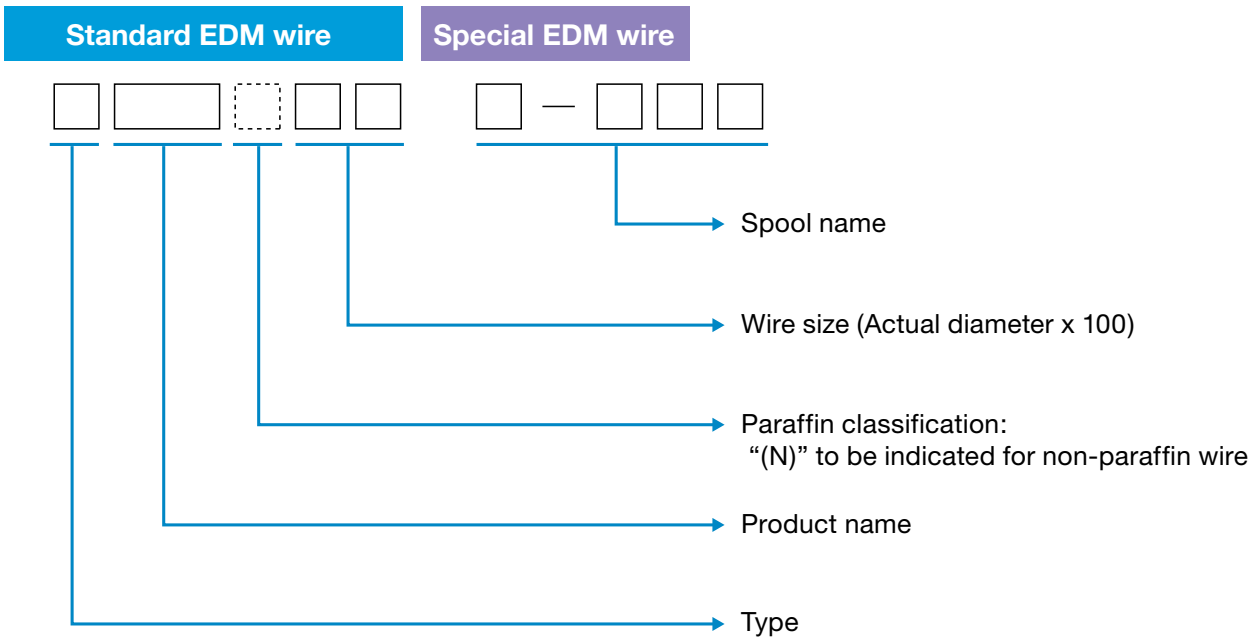 Standard EDM wire
Special EDM wire
Spool name
Wire size (Actual diameter x 100)
Paraffin classification:
“(N)” to be indicated for non-paraffin wire
Product name
Type